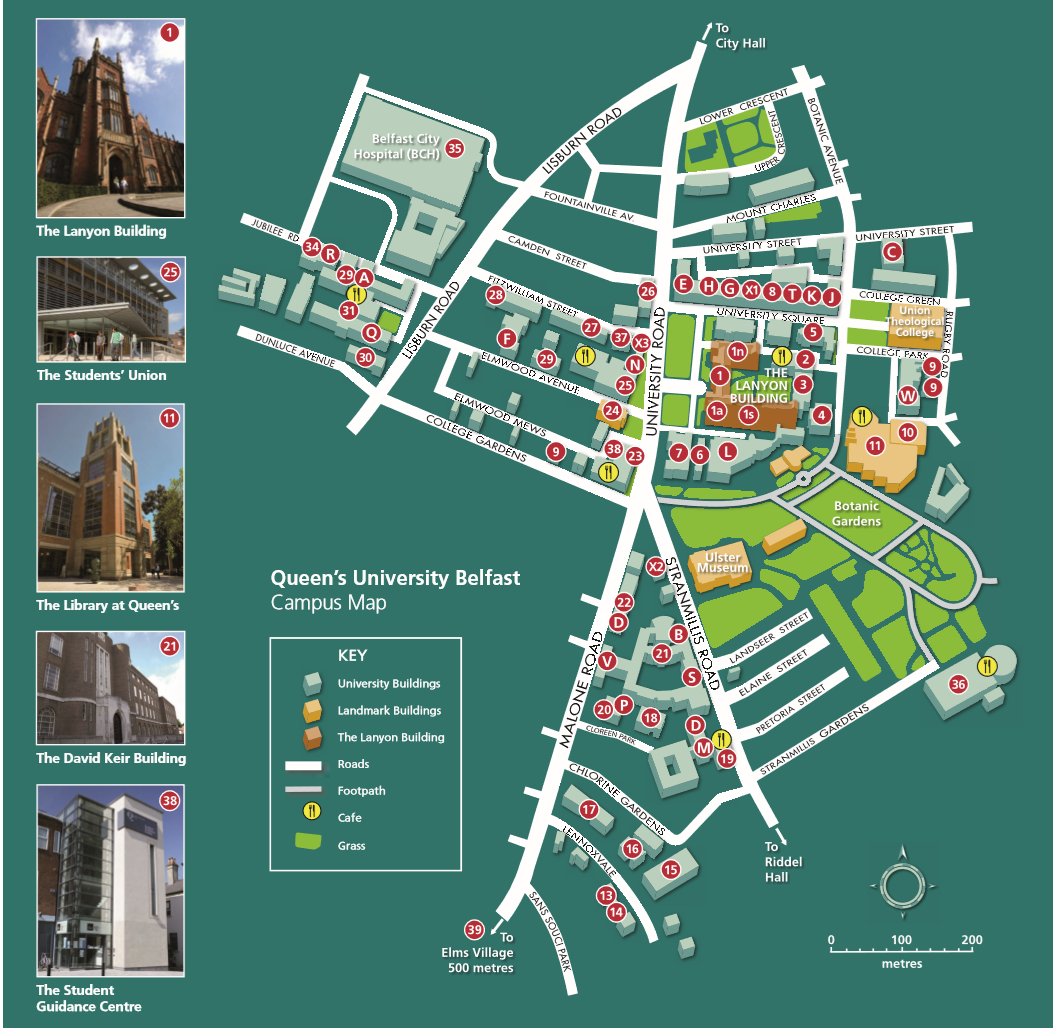 1
The Lanyon Building
25
The Students' Union
11
The Library at Queen's
21
The David Keir Building
38
The Student
Guidance Centre
To
City Hall
LOWER CRESCENT
BOTANIC AVENUE
UPPER
CRESCENT
LISBURN ROAD
Belfast City
Hospital (BCH)
35
FOUNTAINVILLE AV.
MOUNT CHARLES
JUBILEE RD
CAMDEN STREET
UNIVERSITY STREET
UNIVERSITY STREET
34
R
29
A
31
Q
30
C
LISBURN ROAD
FITZWILLIAM STREET
28
26
E
H
G
X1
8
T
K
J
COLLEGE GREEN
UNIVERSITY SQUARE
Union
Theological
College
RUGBY ROAD
DUNLUCE AVENUE
F
27
37
X3
29
N
25
5
COLLEGE PARK
ELMWOOD AVENUE
UNIVERSITY ROAD
1n
2
1
THE
LANYON
BUILDING
3
9
9
W
ELMWOOD MEWS
24
1a
1s
4
COLLEGE GARDENS
9
38
23
7
6
L
11
10
Botanic
Gardens
Ulster
Museum
Queen's University Belfast
Campus Map
X2
STRANMILLIS ROAD
22
D
B
21
LANDSEER STREET
V
S
ELAINE STREET
36
MALONE ROAD
20
P
18
D
PRETORIA STREET
CLOREEN PARK
M
19
STRANMILLIS GARDENS
KEY
University Buildings
Landmark Buildings
The Lanyon Building
Roads
Footpath
Cafe
Grass
CHLORINE GARDENS
17
LENNOXVALE
16
15
To
Riddel
Hall
13
14
SANS SOUCI PARK
39
To
Elms Village
500 metres
0 100 200
metres